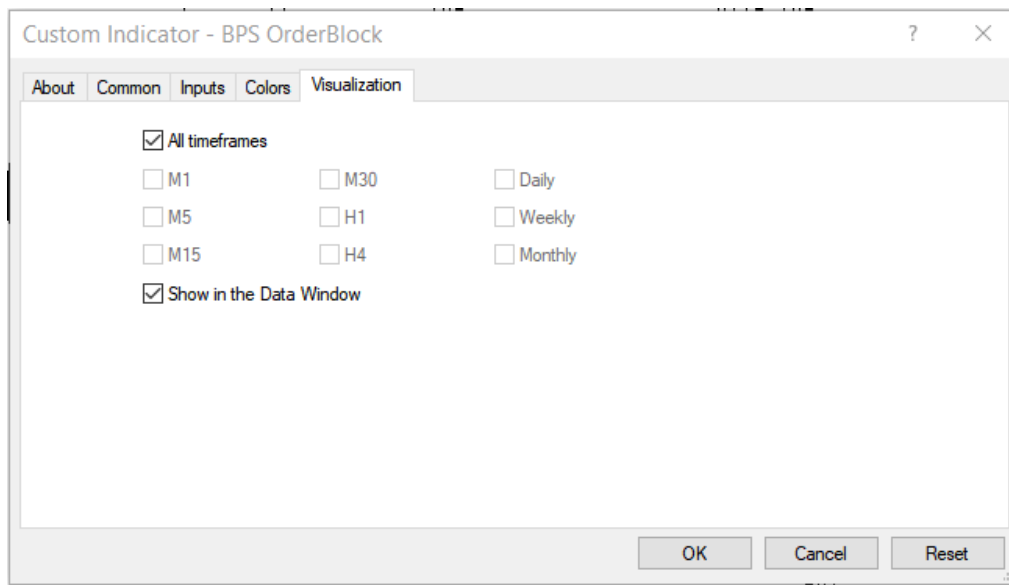 Custom Indicator - BPS OrderBlock ?
About Common Inputs Colors Visualization
All timeframes
M1 M30 Daily
M5 H1 Weekly
M15 H4 Monthly
Show in the Data Window
OK Cancel Reset